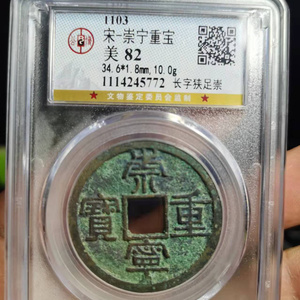 1103
宋-崇宁重宝
美 82
34.6*1.8mm, 10.0g
1114245772 长字狭足崇
崇
重
寧
寶